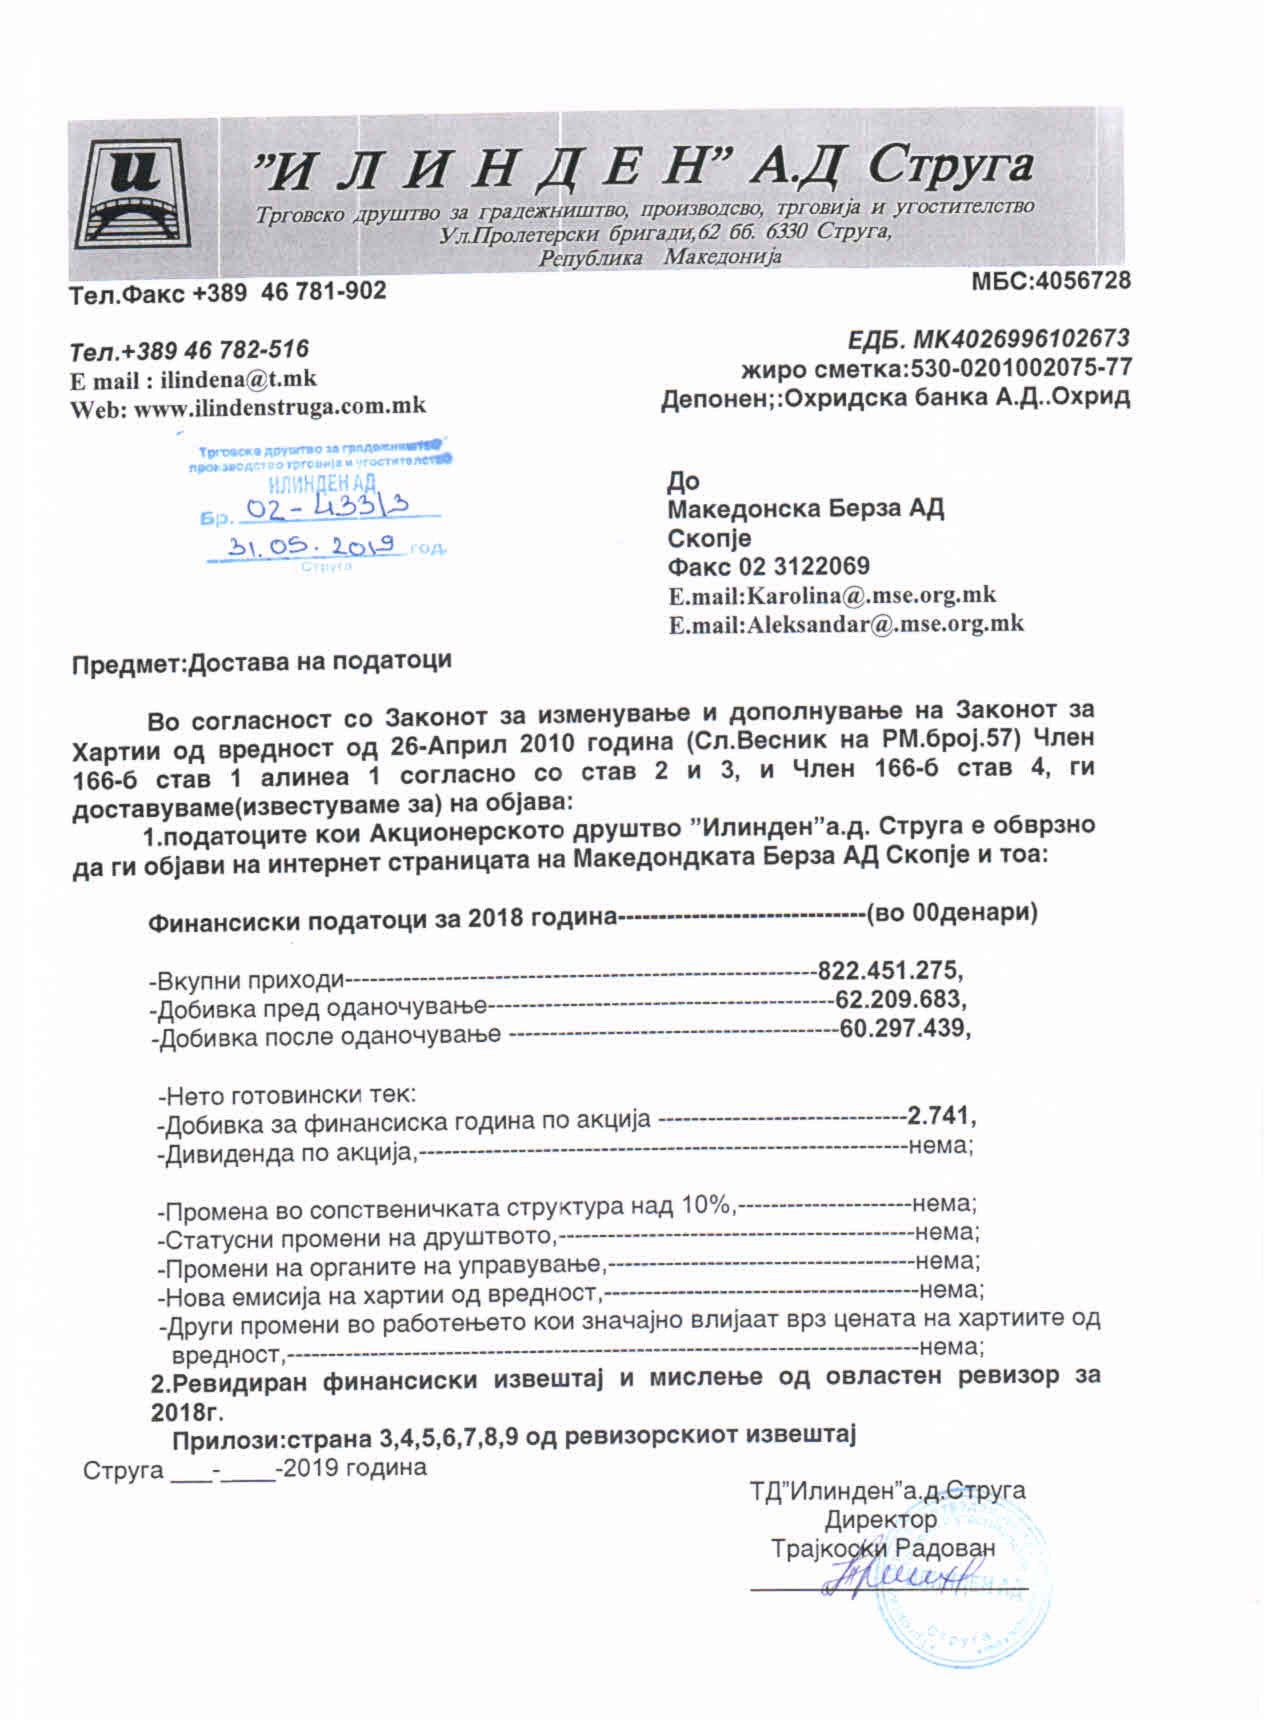 "И Л И Н Д Е Н" А.Д Струга
Трговско друштво за градежништво, производсво, трговија и угостителство
Ул.Пролетерски бригади,62 бб. 6330 Струга,
Република Македонија
Тел.Факс +389 46 781-902
МБС:4056728
Тел.+389 46 782-516
ЕДБ. МК4026996102673
E mail : ilindena@t.mk
жиро сметка:530-0201002075-77
Web: www.ilindenstruga.com.mk
Депонен;:Охридска банка А.Д..Охрид
Трговско друштво за градежништво
производство трговија и угостителство
ИЛИНДЕН АД
Бр. 02-433/3
31.05.2019 год.
Струга
До
Македонска Берза АД
Скопје
Факс 02 3122069
E.mail:Karolina@.mse.org.mk
E.mail:Aleksandar@.mse.org.mk
Предмет:Достава на податоци
Во согласност со Законот за изменување и дополнување на Законот за
Хартии од вредност од 26-Април 2010 година (Сл.Весник на РМ.број.57) Член
166-б став 1 алинеа 1 согласно со став 2 и 3, и Член 166-б став 4, ги
доставуваме(известуваме за) на објава:
1.податоците кои Акционерското друштво "Илинден"а.д. Струга е обврзно
да ги објави на интернет страницата на Македондката Берза АД Скопје и тоа:
Финансиски податоци за 2018 година------------------------------(во 00денари)
-Вкупни приходи---------------------------------------------------------822.451.275,
-Добивка пред оданочување------------------------------------------62.209.683,
-Добивка после оданочување ----------------------------------------60.297.439,
-Нето готовински тек:
-Добивка за финансиска година по акција ------------------------------2.741,
-Дивиденда по акција,-----------------------------------------------------------нема;
-Промена во сопственичката структура над 10%,---------------------нема;
-Статусни промени на друштвото,-------------------------------------------нема;
-Промени на органите на управување,-------------------------------------нема;
-Нова емисија на хартии од вредност,--------------------------------------нема;
-Други промени во работењето кои значајно влијаат врз цената на хартиите од
вредност,----------------------------------------------------------------------------нема;
2.Ревидиран финансиски извештај и мислење од овластен ревизор за
2018г.
Прилози:страна 3,4,5,6,7,8,9 од ревизорскиот извештај
Струга ___-____-2019 година
ТД"Илинден"а.д.Струга
Директор
Трајкоски Радован
ИЛИНДЕН АД
Струга